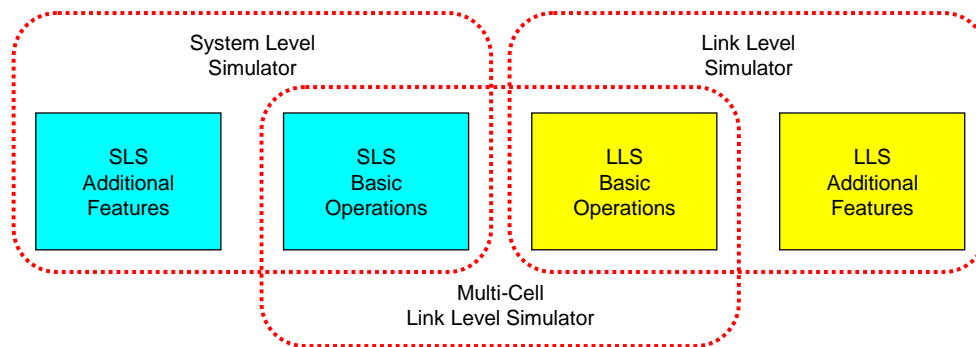 System Level
Simulator
Link Level
Simulator
SLS
Additional
Features
SLS
Basic
Operations
LLS
Basic
Operations
LLS
Additional
Features
Multi-Cell
Link Level Simulator